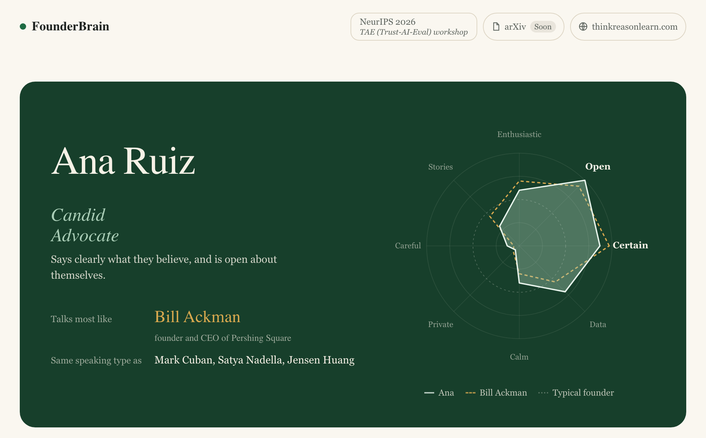 FounderBrain
NeurIPS 2026
TAE (Trust-AI-Eval) workshop
arXiv Soon
thinkreasonlearn.com
Ana Ruiz
Candid
Advocate
Says clearly what they believe, and is open about
themselves.
Talks most like Bill Ackman
founder and CEO of Pershing Square
Same speaking type as Mark Cuban, Satya Nadella, Jensen Huang
Enthusiastic
Stories
Open
Careful
Certain
Private
Data
Calm
Ana
Bill Ackman
Typical founder